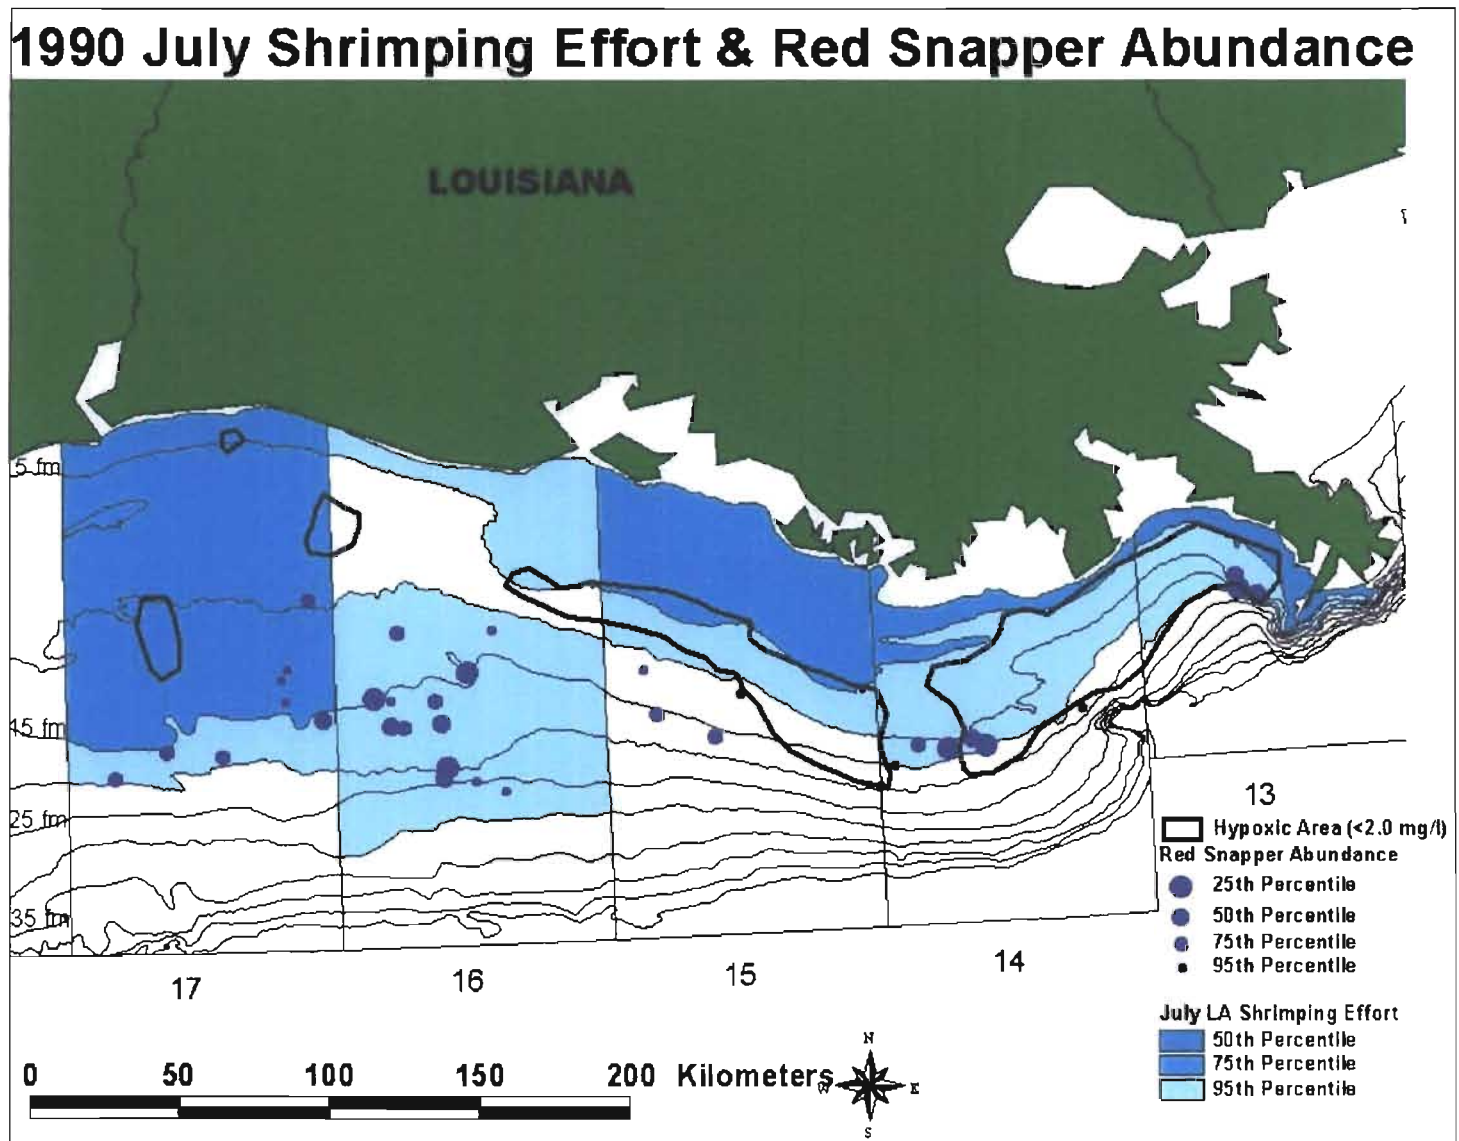 1990 July Shrimping Effort & Red Snapper Abundance
LOUISIANA
5 fm
15 fm
25 fm
35 fm
17
16
15
14
13
Hypoxic Area (<2.0 mg/l)
Red Snapper Abundance
25th Percentile
50th Percentile
75th Percentile
95th Percentile
July LA Shrimping Effort
50th Percentile
75th Percentile
95th Percentile
0 50 100 150 200 Kilometers
N
W E
S